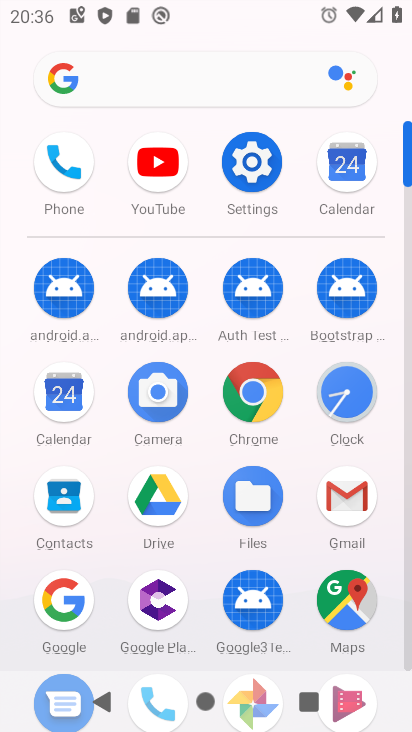 20:36
Phone YouTube Settings Calendar
24
android.a... android.ap... Auth Test ... Bootstrap ...
24
Calendar Camera Chrome Clock
Contacts Drive Files Gmail
Google Google Pla... Google3Te... Maps